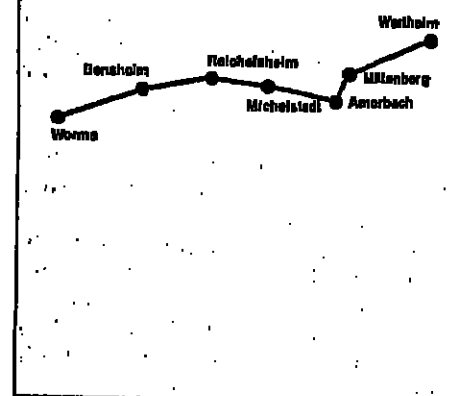 Wertheim
Reichelsheim
Bensheim
Miltenberg
Michelstadt
Amorbach
Worms